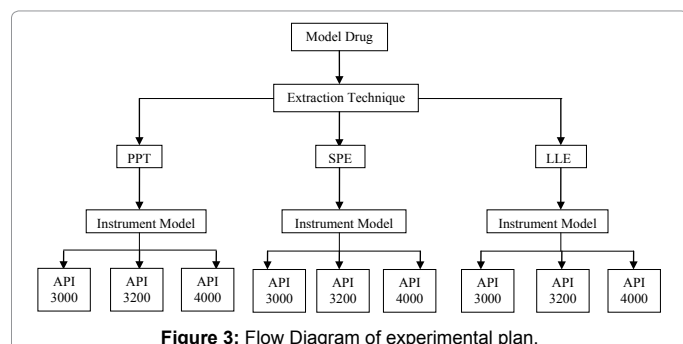 Model Drug
Extraction Technique
PPT SPE LLE
Instrument Model Instrument Model Instrument Model
API API API API API API API API API
3000 3200 4000 3000 3200 4000 3000 3200 4000
Figure 3: Flow Diagram of experimental plan.